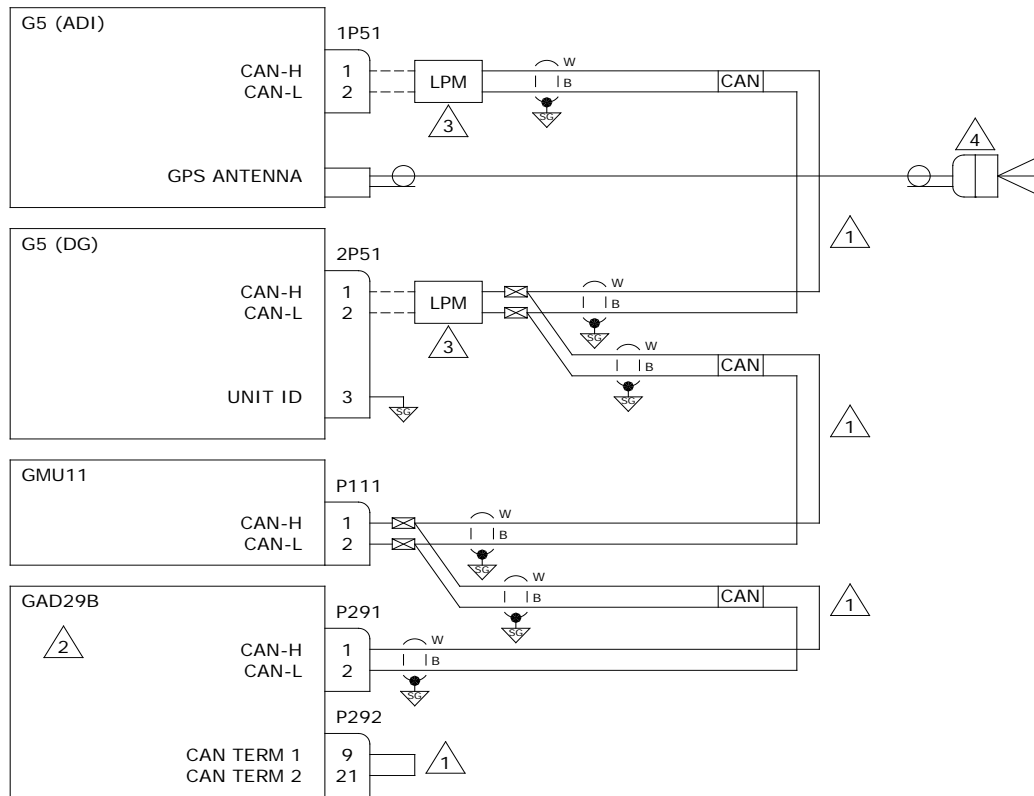 G5 (ADI)
1P51
CAN-H 1
CAN-L 2
LPM
3
W
B
SG
CAN
4
GPS ANTENNA
1
G5 (DG)
2P51
CAN-H 1
CAN-L 2
LPM
3
W
B
SG
W
B
SG
CAN
UNIT ID 3
SG
1
GMU11
P111
CAN-H 1
CAN-L 2
W
B
SG
W
B
SG
CAN
1
GAD29B
2
P291
CAN-H 1
CAN-L 2
W
B
SG
P292
CAN TERM 1 9
CAN TERM 2 21
1